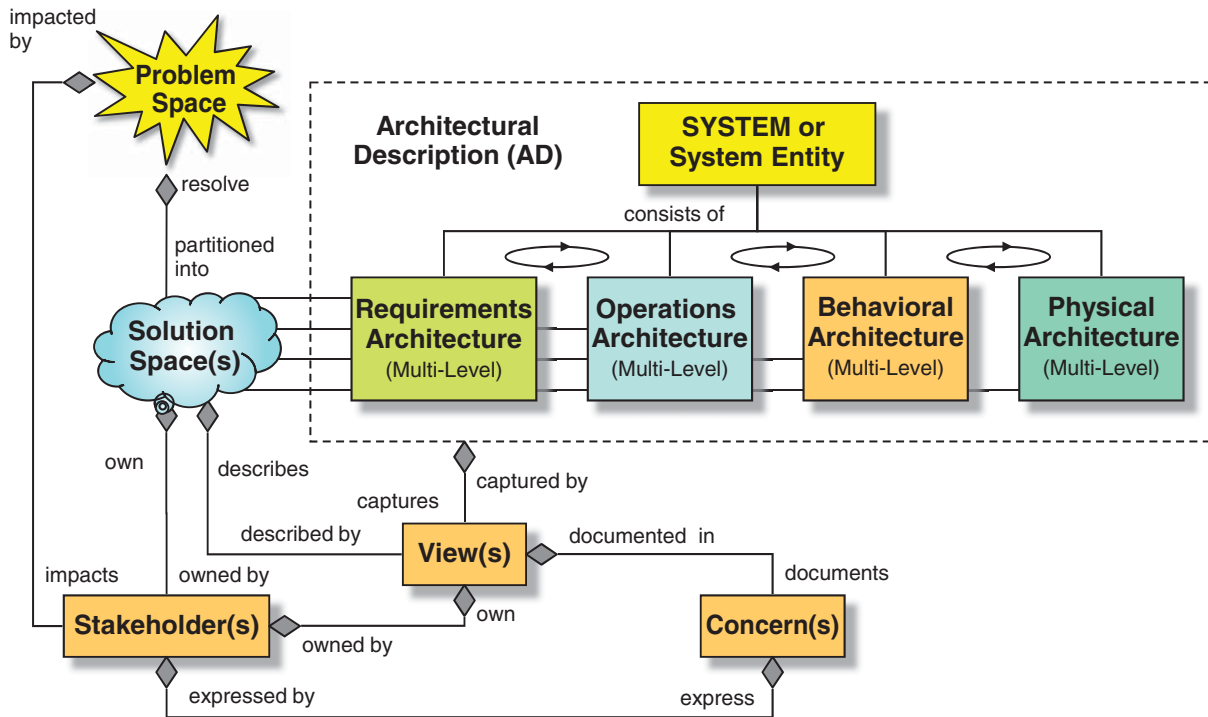 impacted
by
Problem
Space
resolve
partitioned
into
Solution
Space(s)
Architectural
Description (AD)
SYSTEM or
System Entity
consists of
Requirements
Architecture
(Multi-Level)
Operations
Architecture
(Multi-Level)
Behavioral
Architecture
(Multi-Level)
Physical
Architecture
(Multi-Level)
own
describes
captured by
captures
described by
View(s)
documented in
documents
impacts
owned by
own
Stakeholder(s)
owned by
Concern(s)
expressed by
express